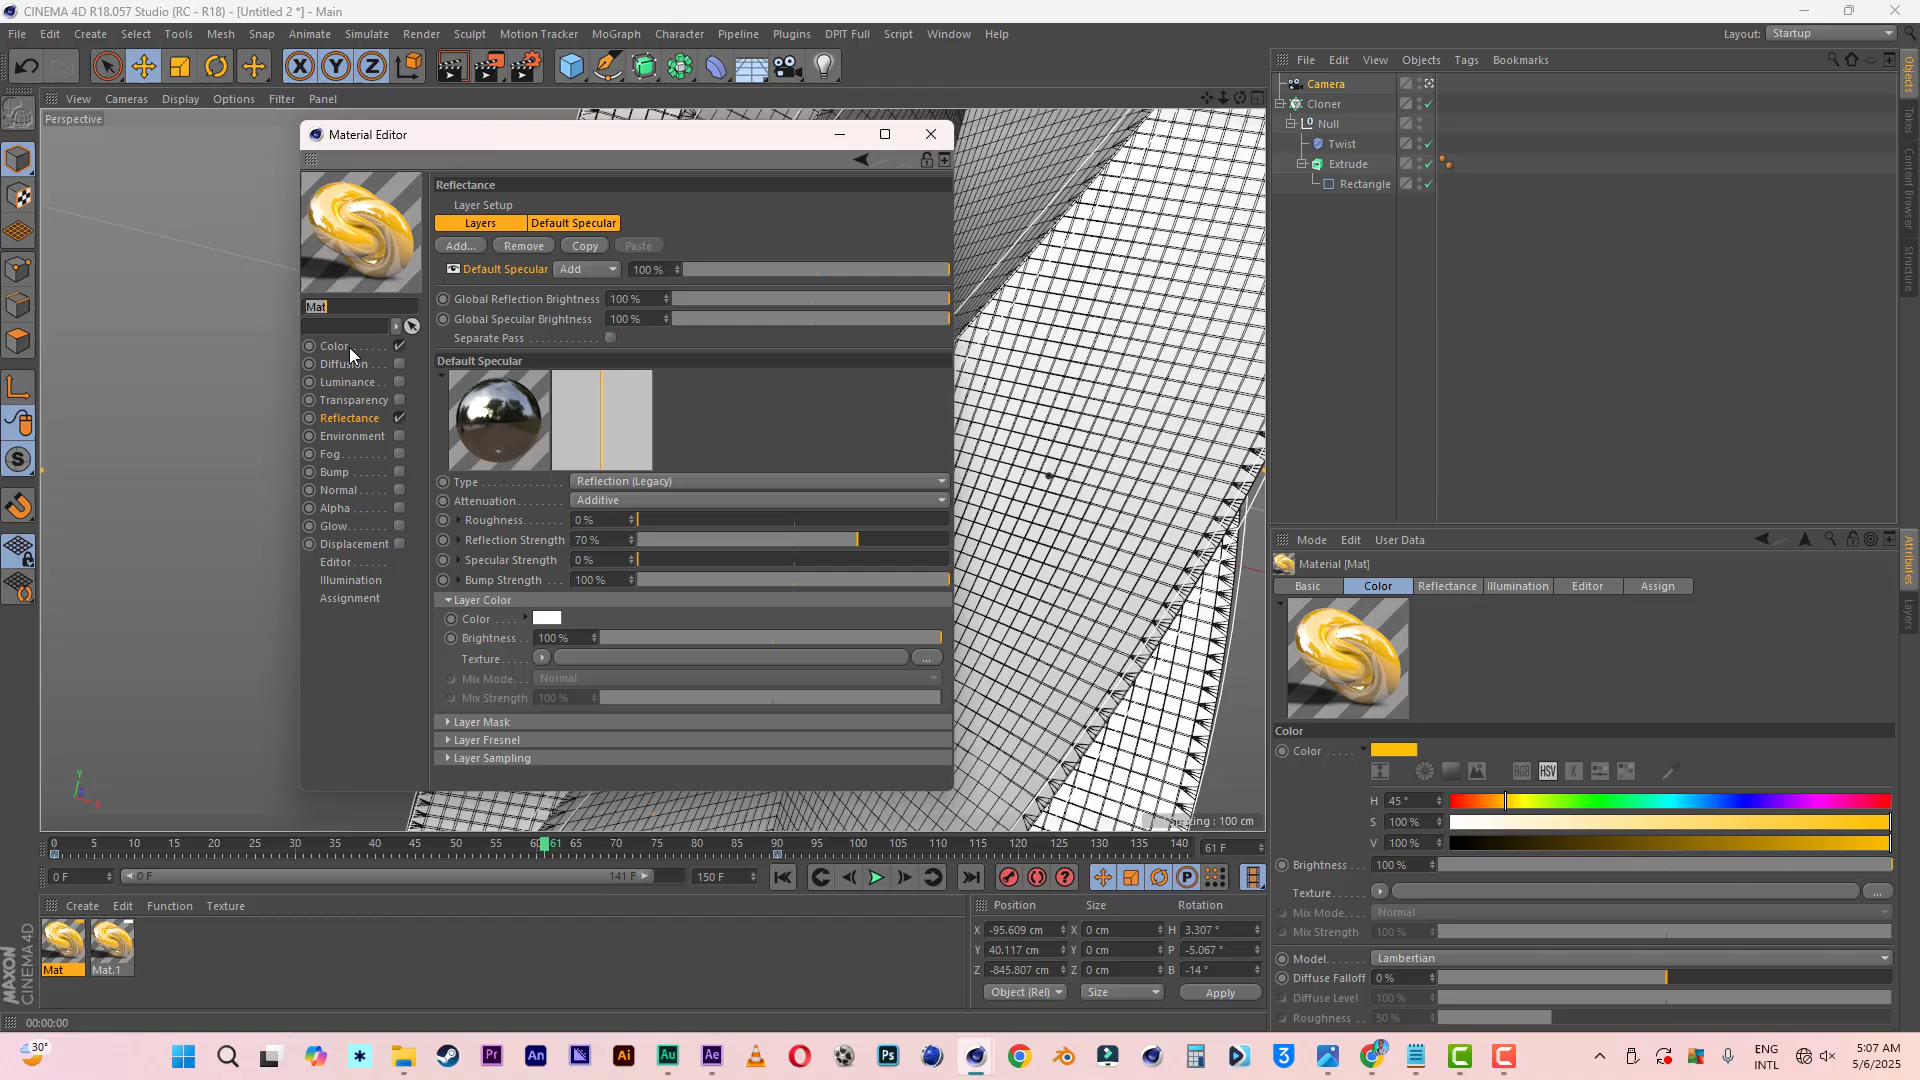 CINEMA 4D R18.057 Studio (RC - R18) - [Untitled 2 *] - Main
File Edit Create Select Tools Mesh Snap Animate Simulate Render Sculpt Motion Tracker MoGraph Character Pipeline Plugins DPIT Full Script Window Help
Layout: Startup
View Cameras Display Options Filter Panel
Perspective
Material Editor
Mat
Color
Diffusion
Luminance
Transparency
Reflectance
Environment
Fog
Bump
Normal
Alpha
Glow
Displacement
Editor
Illumination
Assignment
Reflectance
Layer Setup
Layers Default Specular
Add... Remove Copy Paste
Default Specular Add 100 %
Global Reflection Brightness 100 %
Global Specular Brightness 100 %
Separate Pass
Default Specular
Type Reflection (Legacy)
Attenuation Additive
Roughness 0 %
Reflection Strength 70 %
Specular Strength 0 %
Bump Strength 100 %
Layer Color
Color
Brightness 100 %
Texture ...
Mix Mode Normal
Mix Strength 100 %
Layer Mask
Layer Fresnel
Layer Sampling
: 100 cm
File Edit View Objects Tags Bookmarks
Camera
Cloner
Null
Twist
Extrude
Rectangle
Objects
Takes
Content Browser
Structure
Mode Edit User Data
Material [Mat]
Basic Color Reflectance Illumination Editor Assign
Color
Color
RGB HSV K
H 45 °
S 100 %
V 100 %
Brightness 100 %
Texture ...
Mix Mode Normal
Mix Strength 100 %
Model Lambertian
Diffuse Falloff 0 %
Diffuse Level 100 %
Roughness 50 %
Attributes
Layers
0 5 10 15 20 25 30 35 40 45 50 55 60 61 65 70 75 80 85 90 95 100 105 110 115 120 125 130 135 140 61 F
0 F 0 F 141 F 150 F
Create Edit Function Texture
Mat Mat.1
MAXON
CINEMA 4D
Position Size Rotation
X -95.609 cm X 0 cm H 3.307 °
Y 40.117 cm Y 0 cm P -5.067 °
Z -845.807 cm Z 0 cm B -14 °
Object (Rel) Size Apply
00:00:00
30°
ENG
INTL
5:07 AM
5/6/2025